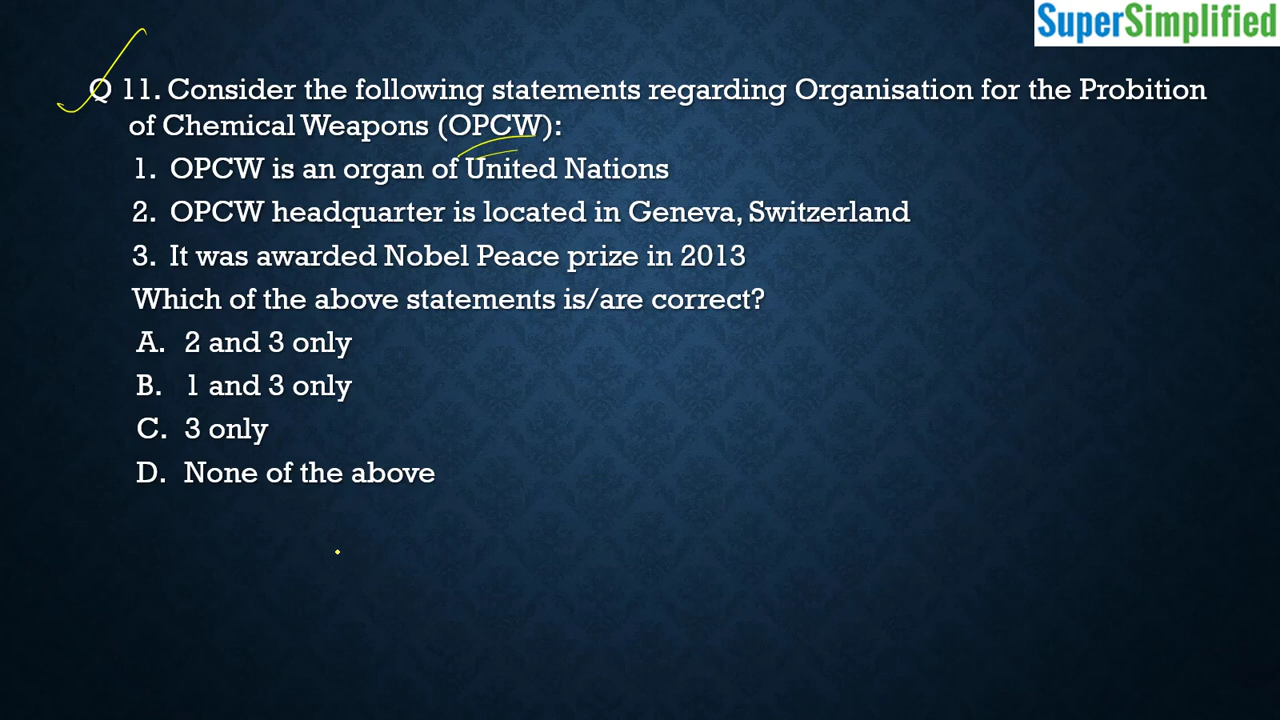 SuperSimplified
Q 11. Consider the following statements regarding Organisation for the Probition
of Chemical Weapons (OPCW):
1. OPCW is an organ of United Nations
2. OPCW headquarter is located in Geneva, Switzerland
3. It was awarded Nobel Peace prize in 2013
Which of the above statements is/are correct?
A. 2 and 3 only
B. 1 and 3 only
C. 3 only
D. None of the above